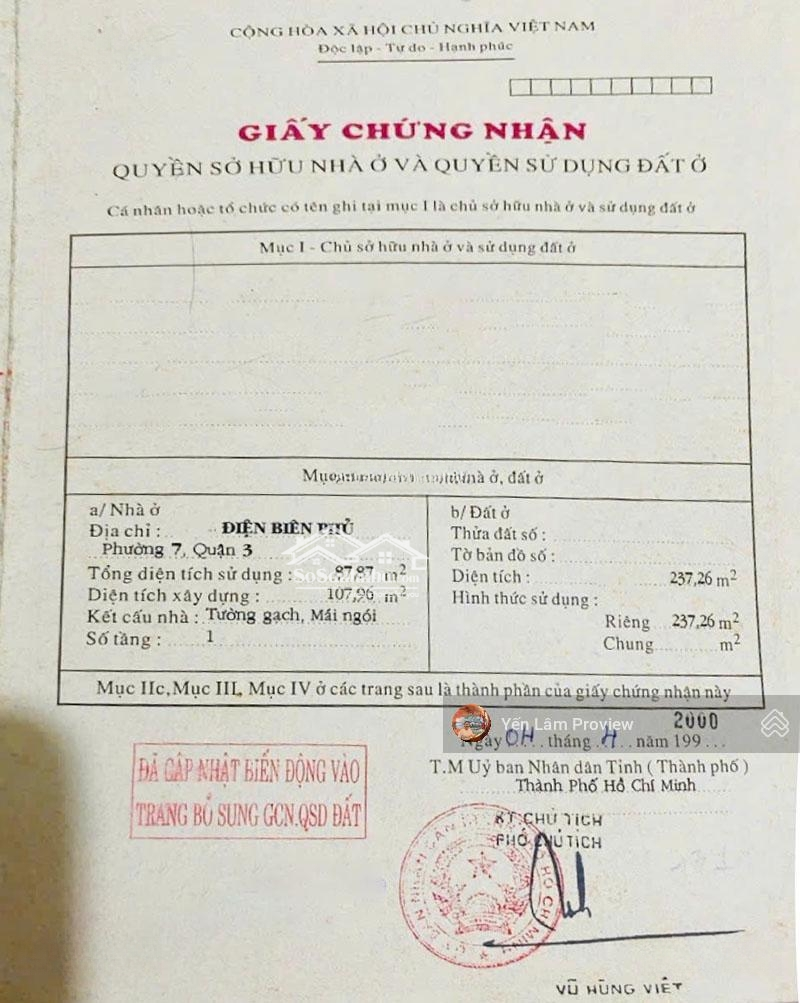 CỘNG HÒA XÃ HỘI CHỦ NGHĨA VIỆT NAM
Độc lập - Tự do - Hạnh phúc
GIẤY CHỨNG NHẬN
QUYỀN SỞ HỮU NHÀ Ở VÀ QUYỀN SỬ DỤNG ĐẤT Ở
Cá nhân hoặc tổ chức có tên ghi tại mục I là chủ sở hữu nhà ở và sử dụng đất ở
Mục I - Chủ sở hữu nhà ở và sử dụng đất ở
Mục nhà ở, đất ở
a/ Nhà ở
Địa chỉ : ĐIỆN BIÊN PHỦ
Phường 7, Quận 3
Tổng diện tích sử dụng : 87,87 m²
Diện tích xây dựng : 107,96 m²
Kết cấu nhà : Tường gạch, Mái ngói
Số tầng : 1
b/ Đất ở
Thửa đất số :
Tờ bản đồ số :
Diện tích : 237,26 m²
Hình thức sử dụng :
Riêng 237,26 m²
Chung m²
Mục IIc, Mục III, Mục IV ở các trang sau là thành phần của giấy chứng nhận này
Yến Lâm Proview
2000
Ngày 04 tháng 4 năm 199
T.M Uỷ ban Nhân dân Tỉnh ( Thành phố )
Thành Phố Hồ Chí Minh
KT.CHỦ TỊCH
PHÓ CHỦ TỊCH
ĐÃ CẬP NHẬT BIẾN ĐỘNG VÀO
TRANG BỔ SUNG GCN.QSD ĐẤT
HỒ CHÍ MINH
VŨ HÙNG VIỆT